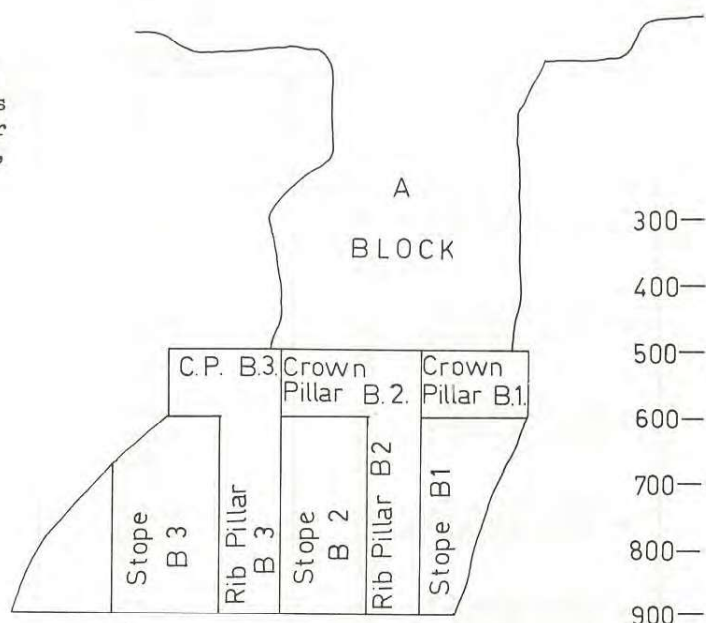 A
BLOCK
300
400
500
600
700
800
900
C.P. B.3.
Crown
Pillar B.2.
Crown
Pillar B.1.
Stope
B 3
Rib Pillar
B 3
Stope
B 2
Rib Pillar B2
Stope B1